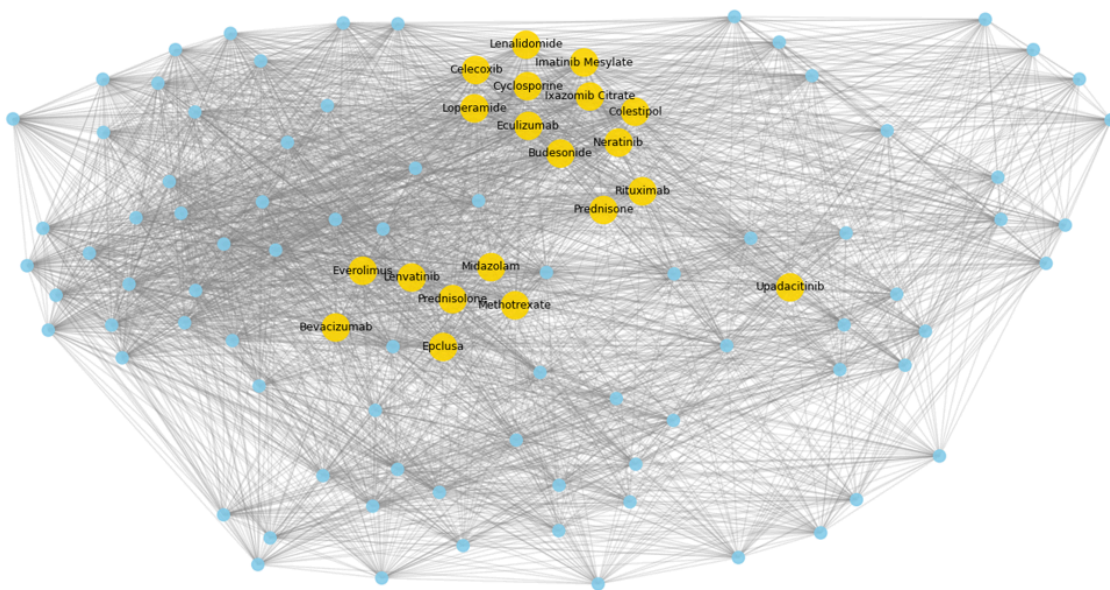 Lenalidomide
Imatinib Mesylate
Celecoxib
Cyclosporine
Ixazomib Citrate
Loperamide
Colestipol
Eculizumab
Neratinib
Budesonide
Rituximab
Prednisone
Midazolam
Everolimus
Lenvatinib
Upadacitinib
Prednisolone
Methotrexate
Bevacizumab
Epclusa